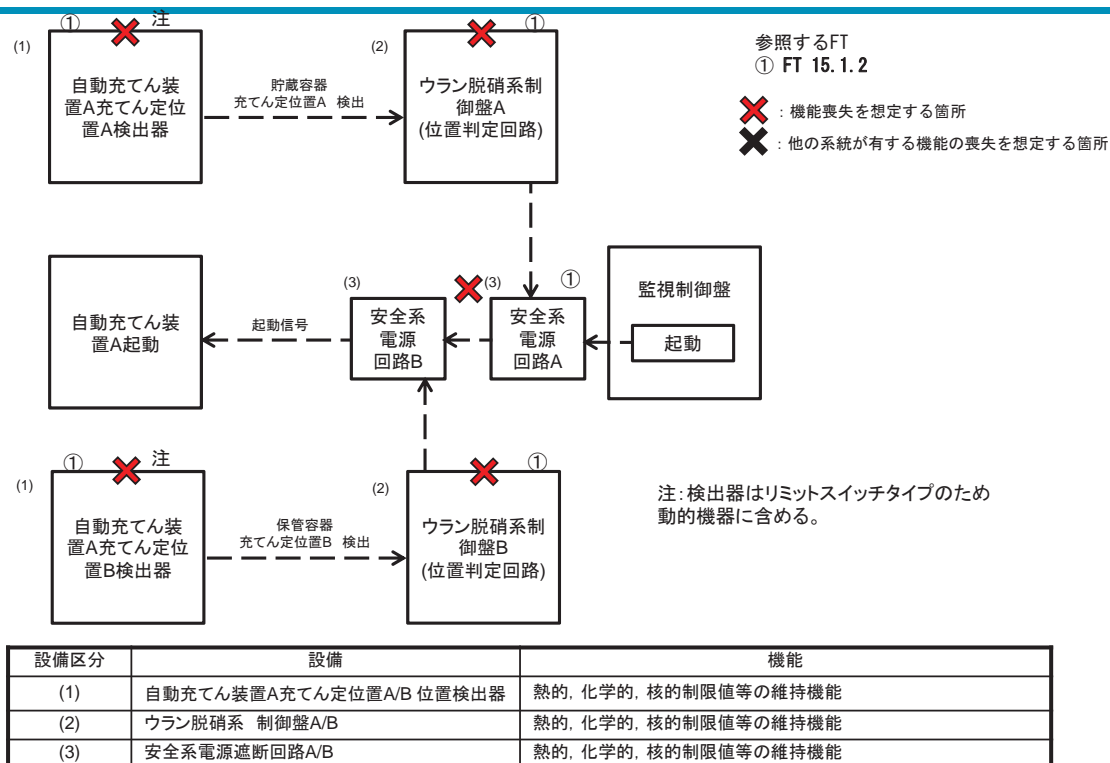 ① 注
(1)
自動充てん装
置A充てん定位
置A検出器
貯蔵容器
充てん定位置A 検出
(2)
①
ウラン脱硝系制
御盤A
(位置判定回路)
参照するFT
① FT 15.1.2
：機能喪失を想定する箇所
：他の系統が有する機能の喪失を想定する箇所
自動充てん装
置A起動
起動信号
(3)
安全系
電源
回路B
(3) ①
安全系
電源
回路A
監視制御盤
起動
① 注
(1)
自動充てん装
置A充てん定位
置B検出器
保管容器
充てん定位置B 検出
(2)
①
ウラン脱硝系制
御盤B
(位置判定回路)
注：検出器はリミットスイッチタイプのため
動的機器に含める。
設備区分 設備 機能
(1) 自動充てん装置A充てん定位置A/B 位置検出器 熱的，化学的，核的制限値等の維持機能
(2) ウラン脱硝系 制御盤A/B 熱的，化学的，核的制限値等の維持機能
(3) 安全系電源遮断回路A/B 熱的，化学的，核的制限値等の維持機能